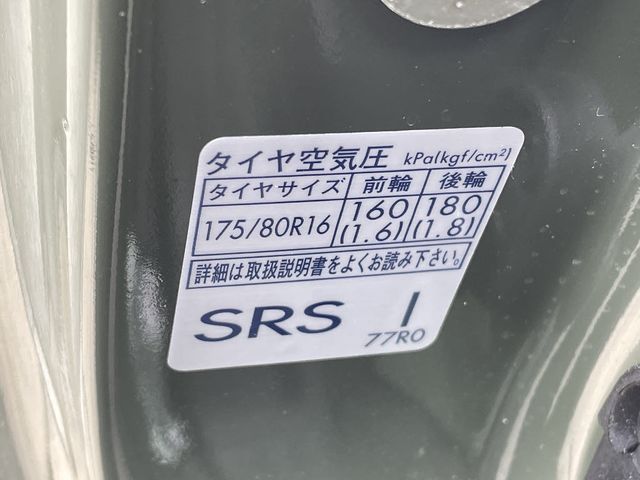 タイヤ空気圧 kPa(kgf/cm²)
タイヤサイズ 前輪 後輪
175/80R16 160 180
(1.6) (1.8)
詳細は取扱説明書をよくお読み下さい。
SRS I
77R0